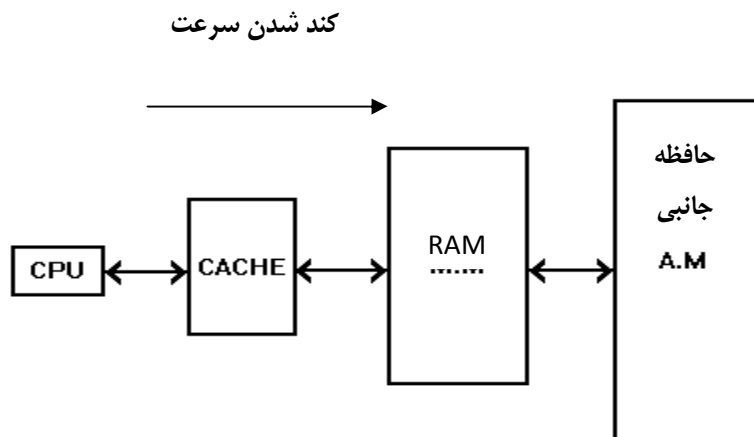 کند شدن سرعت
حافظه
جانبی
A.M
RAM
CACHE
CPU